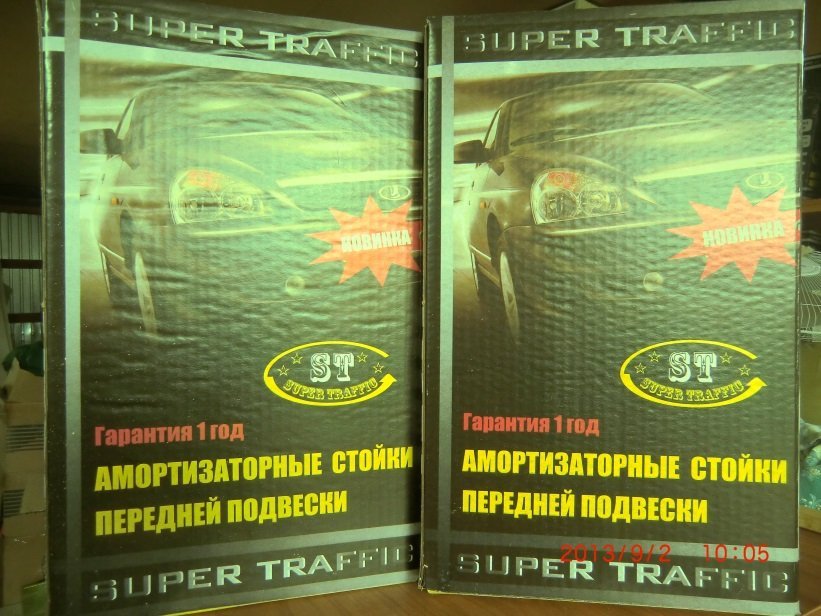 SUPER TRAFFIC
НОВИНКА
ST
SUPER TRAFFIC
Гарантия 1 год
АМОРТИЗАТОРНЫЕ СТОЙКИ
ПЕРЕДНЕЙ ПОДВЕСКИ
SUPER TRAFFIC
SUPER TRAFFIC
НОВИНКА
ST
SUPER TRAFFIC
Гарантия 1 год
АМОРТИЗАТОРНЫЕ СТОЙКИ
ПЕРЕДНЕЙ ПОДВЕСКИ
2013/9/2 10:05
SUPER TRAFFIC